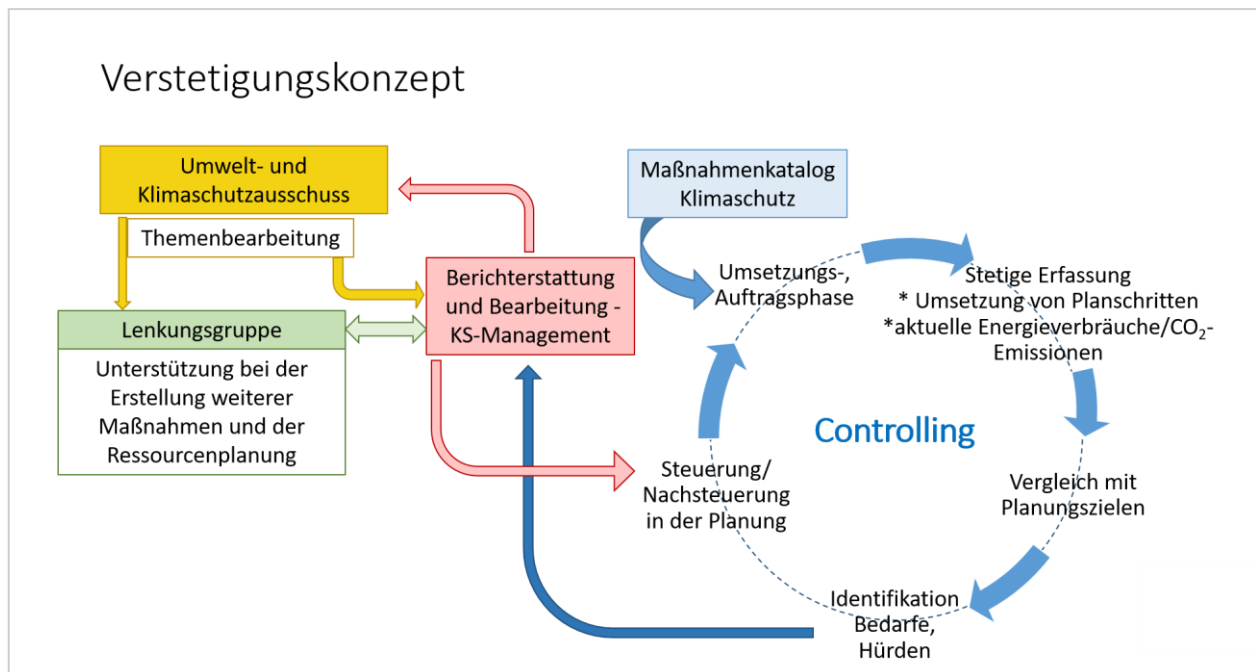 Verstetigungskonzept
Umwelt- und
Klimaschutzausschuss
Themenbearbeitung
Lenkungsgruppe
Unterstützung bei der
Erstellung weiterer
Maßnahmen und der
Ressourcenplanung
Berichterstattung
und Bearbeitung -
KS-Management
Maßnahmenkatalog
Klimaschutz
Umsetzungs-,
Auftragsphase
Stetige Erfassung
* Umsetzung von Planschritten
*aktuelle Energieverbräuche/CO₂-
Emissionen
Controlling
Vergleich mit
Planungszielen
Identifikation
Bedarfe,
Hürden
Steuerung/
Nachsteuerung
in der Planung